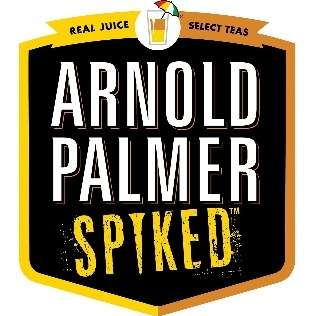 REAL JUICE SELECT TEAS
ARNOLD
PALMER
SPIKED™